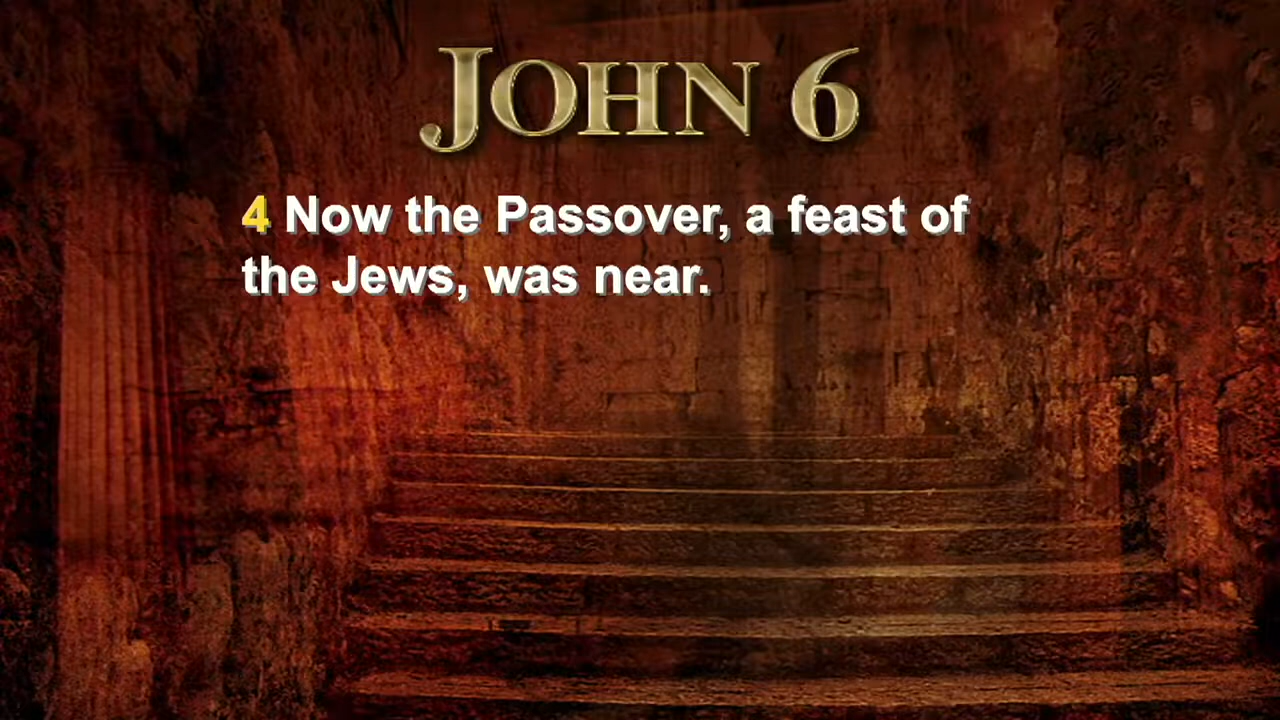 JOHN 6
4 Now the Passover, a feast of
the Jews, was near.